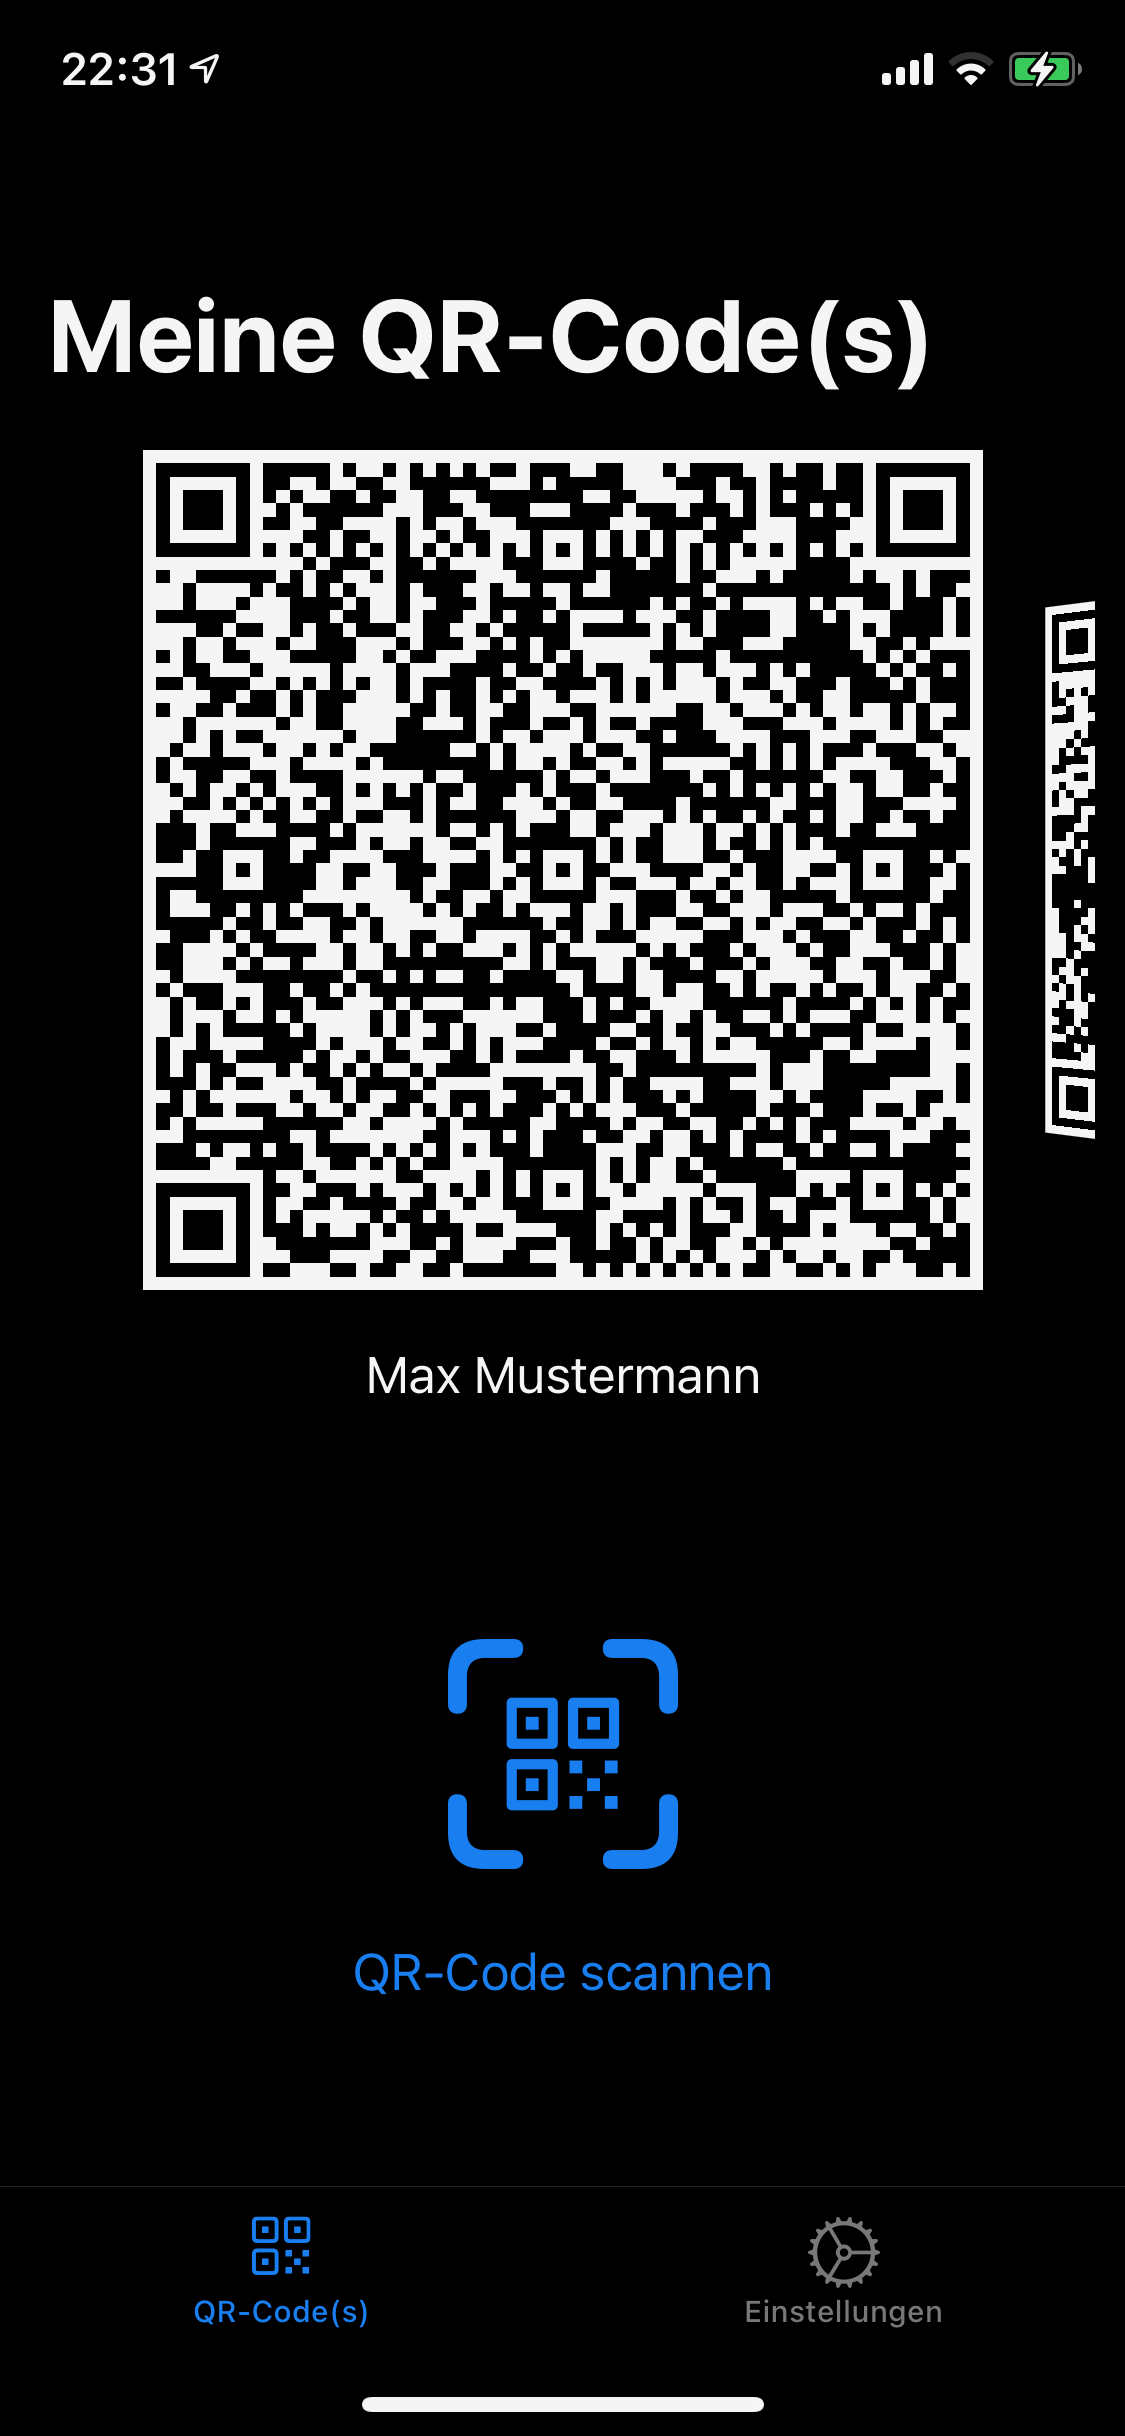 22:31
Meine QR-Code(s)
Max Mustermann
QR-Code scannen
QR-Code(s)
Einstellungen